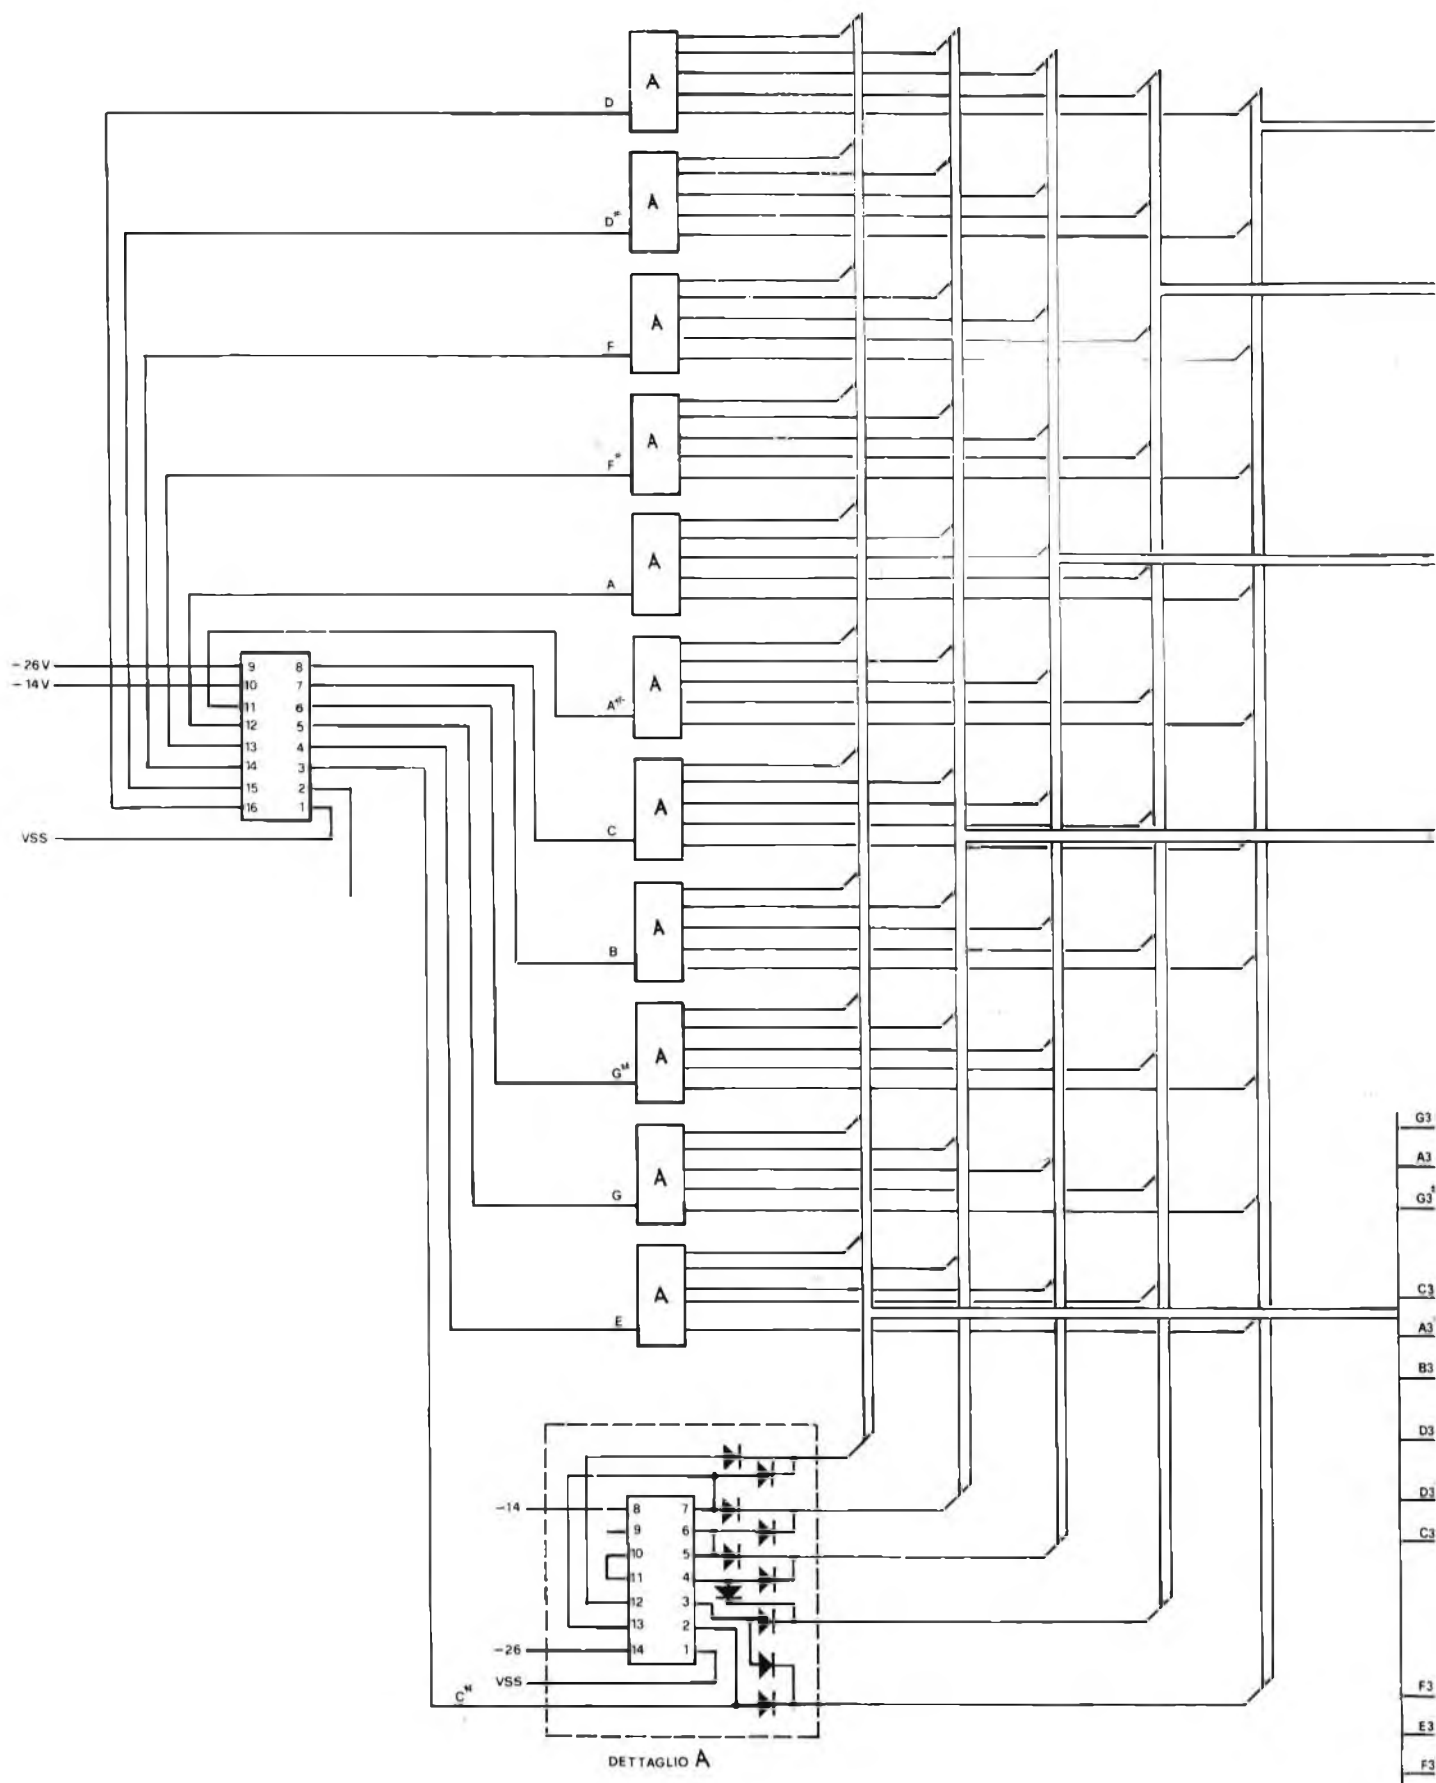 A
D
A
D#
A
F
A
F#
A
A
A
A#
-26V
-14V
9 8
10 7
11 6
12 5
13 4
14 3
15 2
16 1
VSS
A
C
A
B
A
G#
A
G
A
E
G3
A3
G3#
C3
A3
B3
D3
D3
C3
F3
E3
F3
-14
8 7
9 6
10 5
11 4
12 3
13 2
14 1
-26
VSS
C#
DETTAGLIO A